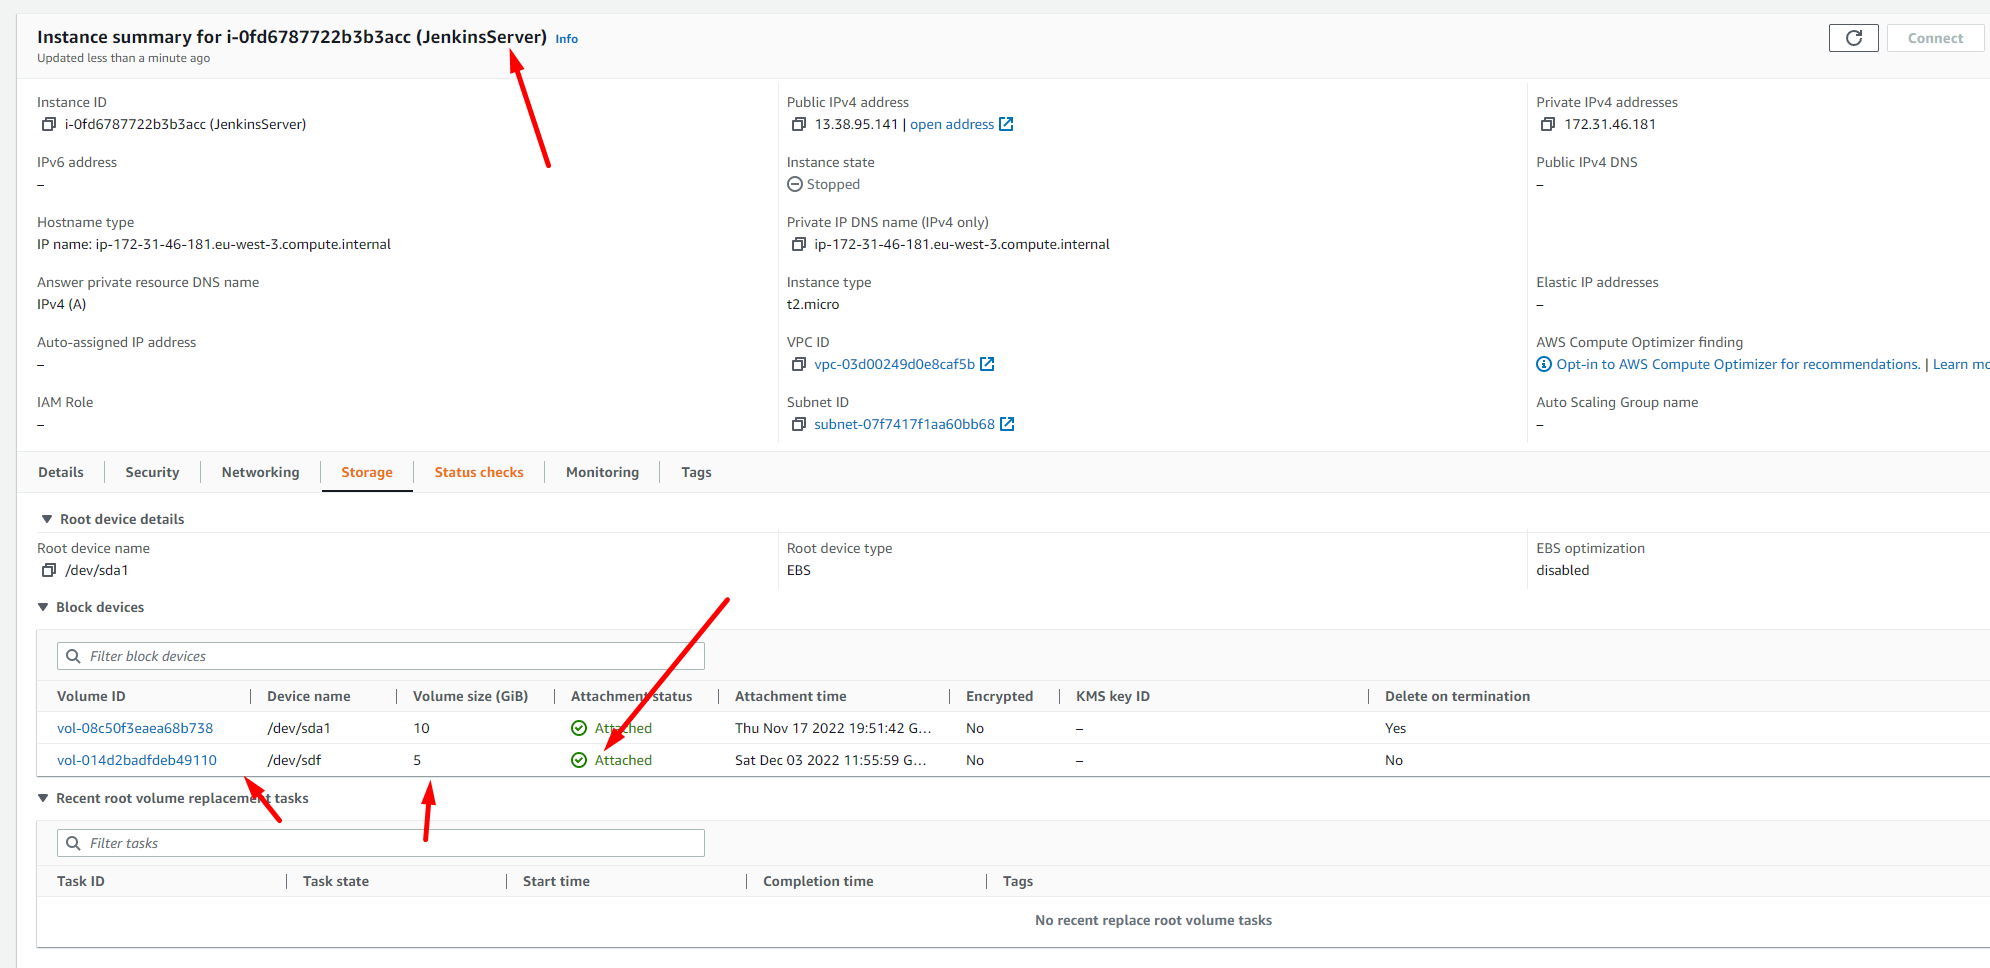 Instance summary for i-0fd6787722b3b3acc (JenkinsServer) Info
Updated less than a minute ago
Connect
Instance ID
i-0fd6787722b3b3acc (JenkinsServer)
Public IPv4 address
13.38.95.141 | open address
Private IPv4 addresses
172.31.46.181
IPv6 address
–
Instance state
Stopped
Public IPv4 DNS
–
Hostname type
IP name: ip-172-31-46-181.eu-west-3.compute.internal
Private IP DNS name (IPv4 only)
ip-172-31-46-181.eu-west-3.compute.internal
Answer private resource DNS name
IPv4 (A)
Instance type
t2.micro
Elastic IP addresses
–
Auto-assigned IP address
–
VPC ID
vpc-03d00249d0e8caf5b
AWS Compute Optimizer finding
Opt-in to AWS Compute Optimizer for recommendations. | Learn mo
IAM Role
–
Subnet ID
subnet-07f7417f1aa60bb68
Auto Scaling Group name
–
Details Security Networking Storage Status checks Monitoring Tags
Root device details
Root device name
/dev/sda1
Root device type
EBS
EBS optimization
disabled
Block devices
Filter block devices
Volume ID Device name Volume size (GiB) Attachment status Attachment time Encrypted KMS key ID Delete on termination
vol-08c50f3eaea68b738 /dev/sda1 10 Attached Thu Nov 17 2022 19:51:42 G... No – Yes
vol-014d2badfdeb49110 /dev/sdf 5 Attached Sat Dec 03 2022 11:55:59 G... No – No
Recent root volume replacement tasks
Filter tasks
Task ID Task state Start time Completion time Tags
No recent replace root volume tasks